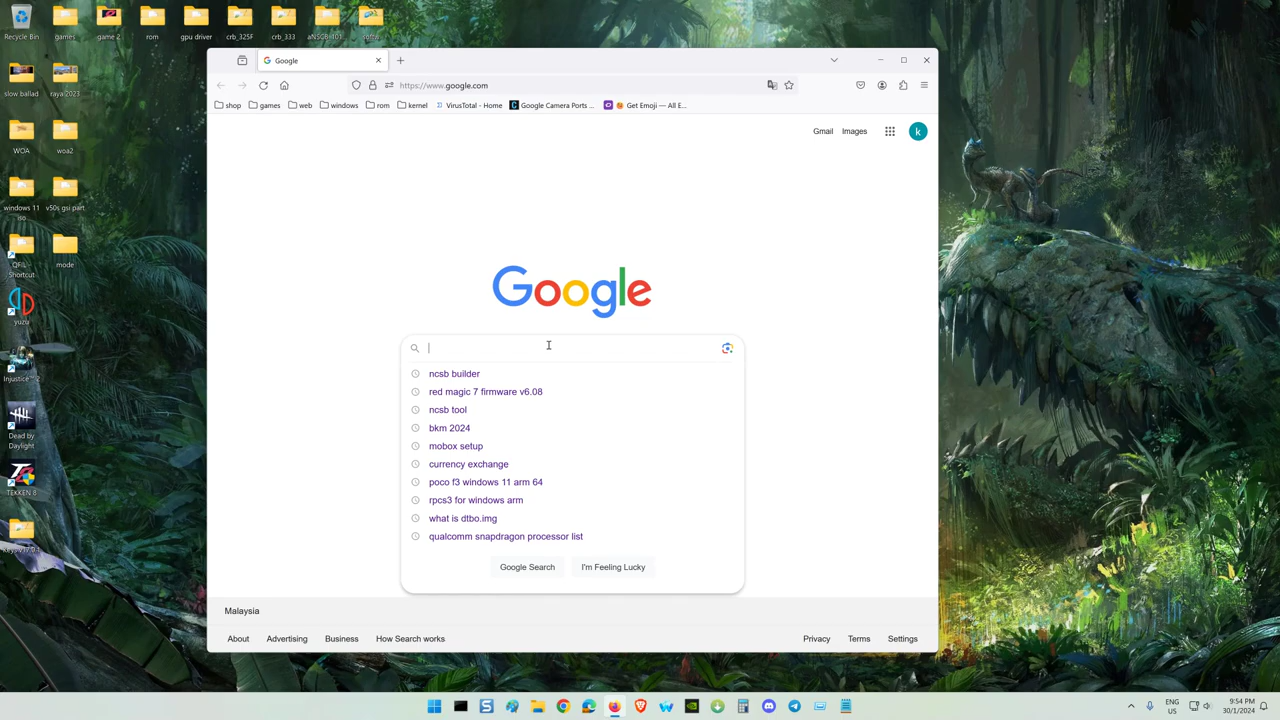 Recycle Bin
games
game 2
rom
gpu driver
crb_325F
crb_333
slow ballad
raya 2023
WOA
woa2
windows 11 iso
v50s gsi part
QFIL - Shortcut
mode
yuzu
Injustice™ 2
Dead by Daylight
TEKKEN 8
Google
https://www.google.com
shop
games
web
windows
rom
kernel
VirusTotal - Home
Google Camera Ports ...
Get Emoji — All E...
Gmail
Images
k
Google
ncsb builder
red magic 7 firmware v6.08
ncsb tool
bkm 2024
mobox setup
currency exchange
poco f3 windows 11 arm 64
rpcs3 for windows arm
what is dtbo.img
qualcomm snapdragon processor list
Google Search
I'm Feeling Lucky
Malaysia
About
Advertising
Business
How Search works
Privacy
Terms
Settings
ENG
US
9:54 PM
30/1/2024